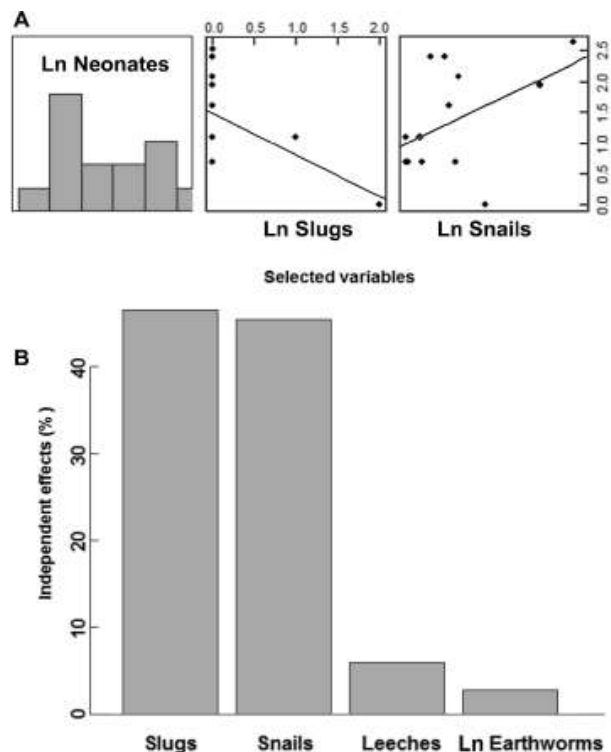 A
0.0 0.5 1.0 1.5 2.0
Ln Neonates
0.0 0.5 1.0 1.5 2.0 2.5
Ln Slugs
Ln Snails
Selected variables
B
Independent effects (% )
0 10 20 30 40
Slugs Snails Leeches Ln Earthworms